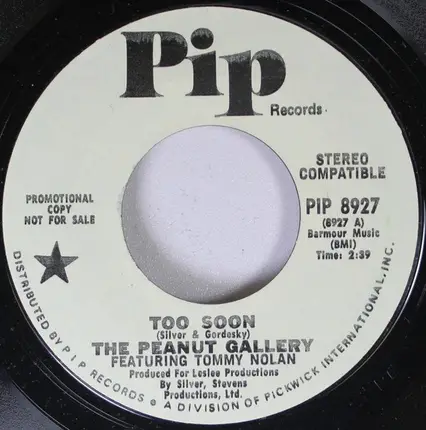 Pip
Records
STEREO
COMPATIBLE
PROMOTIONAL
COPY
NOT FOR SALE
PIP 8927
(8927 A)
Barmour Music
(BMI)
Time: 2:39
TOO SOON
(Silver & Gordosky)
THE PEANUT GALLERY
FEATURING TOMMY NOLAN
Produced For Leslee Productions
By Silver, Stevens
Productions, Ltd.
DISTRIBUTED BY P I P RECORDS ● A DIVISION OF PICKWICK INTERNATIONAL, INC.